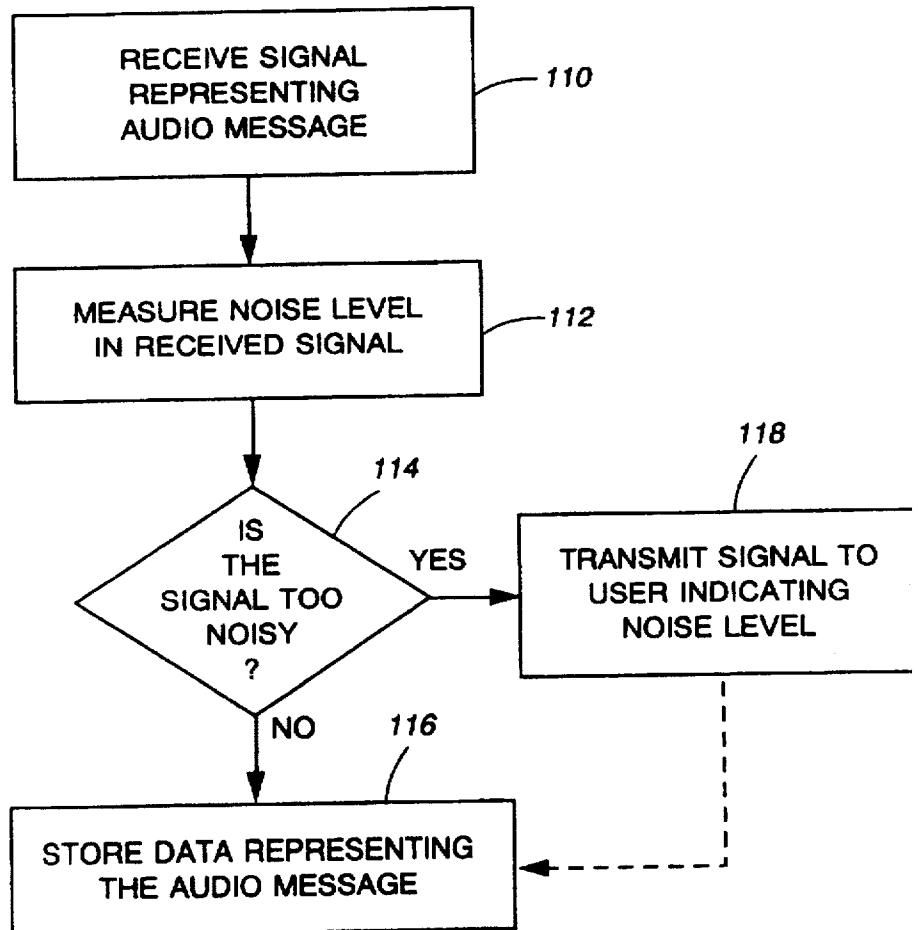 RECEIVE SIGNAL
REPRESENTING
AUDIO MESSAGE
110
MEASURE NOISE LEVEL
IN RECEIVED SIGNAL
112
114
IS
THE
SIGNAL TOO
NOISY
?
YES
118
TRANSMIT SIGNAL TO
USER INDICATING
NOISE LEVEL
NO
116
STORE DATA REPRESENTING
THE AUDIO MESSAGE